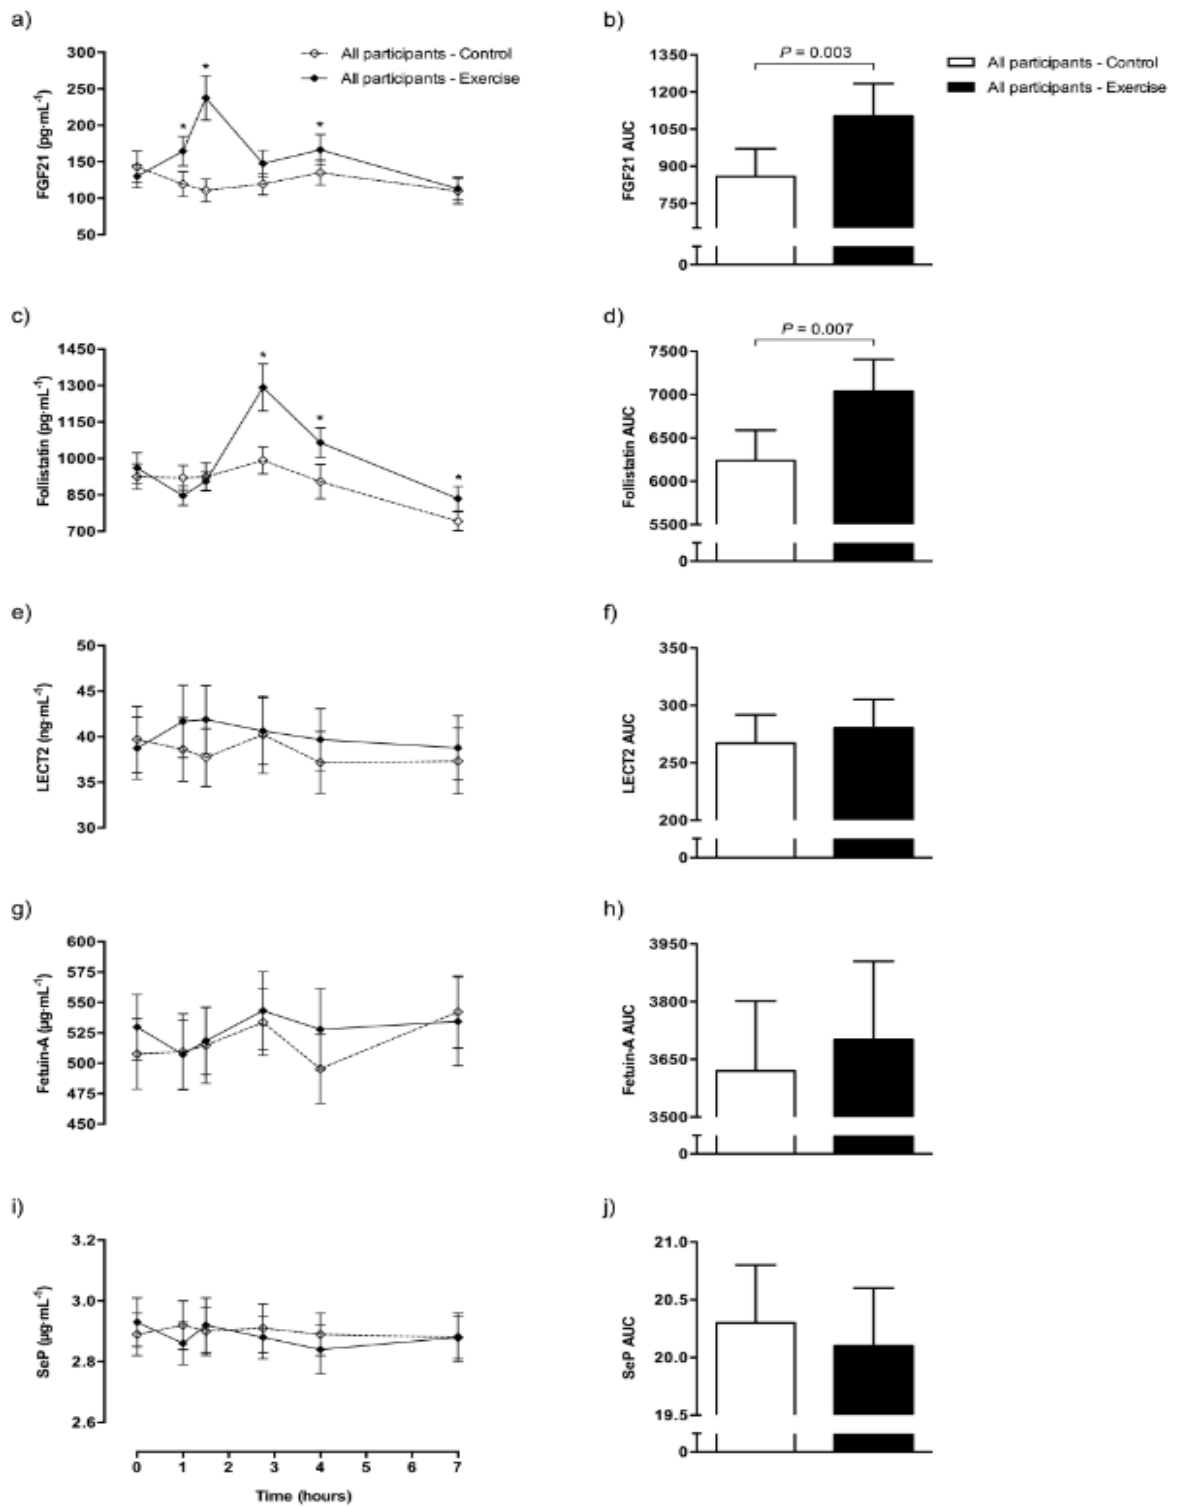 a)
300
250
200
150
100
50
FGF21 (pg·mL⁻¹)
*
*
*
All participants - Control
All participants - Exercise
b)
1350
1200
1050
900
750
0
FGF21 AUC
P = 0.003
All participants - Control
All participants - Exercise
c)
1450
1300
1150
1000
850
700
Follistatin (pg·mL⁻¹)
*
*
*
d)
7500
7000
6500
6000
5500
0
Follistatin AUC
P = 0.007
e)
50
45
40
35
30
LECT2 (ng·mL⁻¹)
f)
350
300
250
200
0
LECT2 AUC
g)
600
575
550
525
500
475
450
Fetuin-A (µg·mL⁻¹)
h)
3950
3800
3650
3500
0
Fetuin-A AUC
i)
3.2
3.0
2.8
2.6
SeP (µg·mL⁻¹)
0 1 2 3 4 5 6 7
Time (hours)
j)
21.0
20.5
20.0
19.5
0
SeP AUC